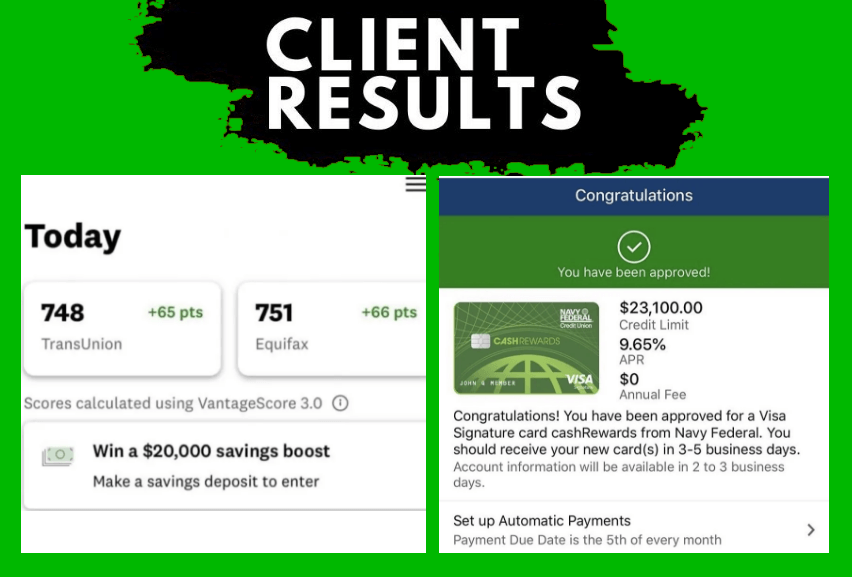 CLIENT
RESULTS
Today
748 +65 pts
TransUnion
751 +66 pts
Equifax
Scores calculated using VantageScore 3.0
Win a $20,000 savings boost
Make a savings deposit to enter
Congratulations
You have been approved!
NAVY
FEDERAL
Credit Union
CASHREWARDS
JOHN Q MEMBER
VISA
$23,100.00
Credit Limit
9.65%
APR
$0
Annual Fee
Congratulations! You have been approved for a Visa
Signature card cashRewards from Navy Federal. You
should receive your new card(s) in 3-5 business days.
Account information will be available in 2 to 3 business
days.
Set up Automatic Payments
Payment Due Date is the 5th of every month